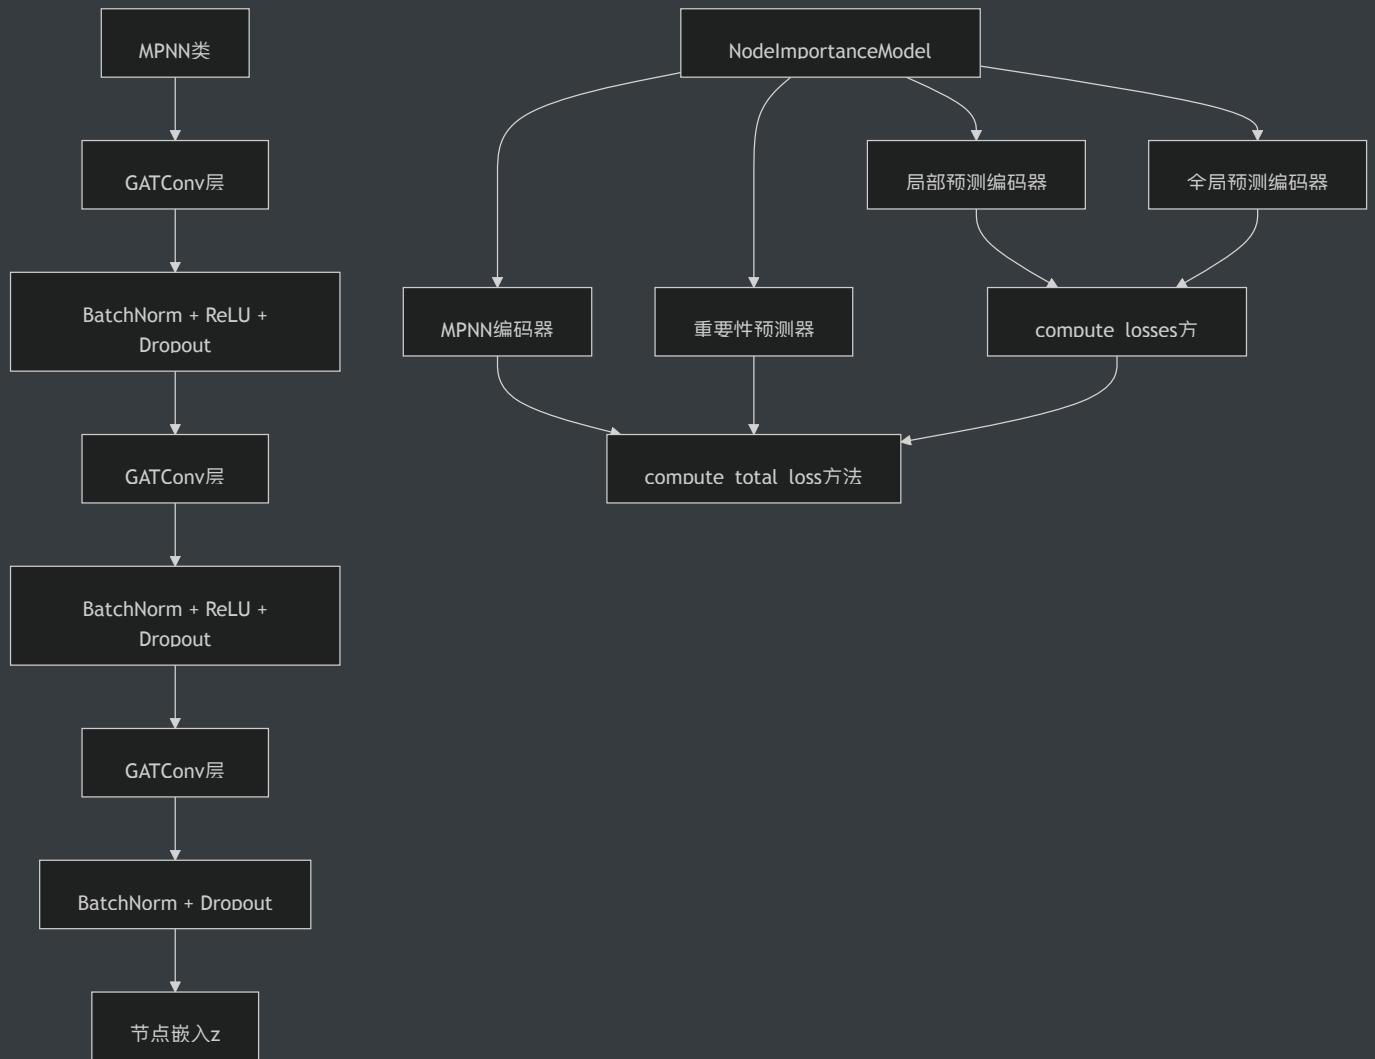 MPNN类
GATConv层
BatchNorm + ReLU +
Dropout
GATConv层
BatchNorm + ReLU +
Dropout
GATConv层
BatchNorm + Dropout
节点嵌入z
NodeImportanceModel
局部预测编码器
全局预测编码器
MPNN编码器
重要性预测器
compute_losses方
compute_total_loss方法